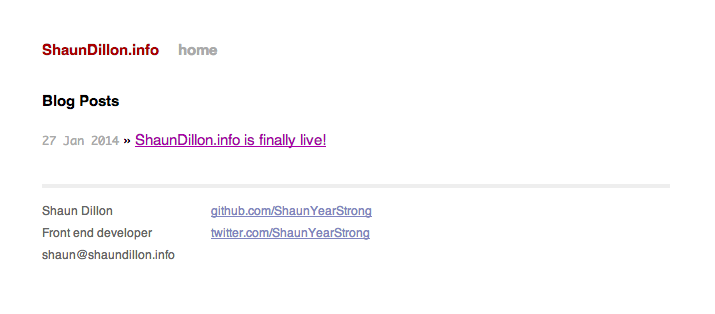 ShaunDillon.info home
Blog Posts
27 Jan 2014 » ShaunDillon.info is finally live!
Shaun Dillon github.com/ShaunYearStrong
Front end developer twitter.com/ShaunYearStrong
shaun@shaundillon.info